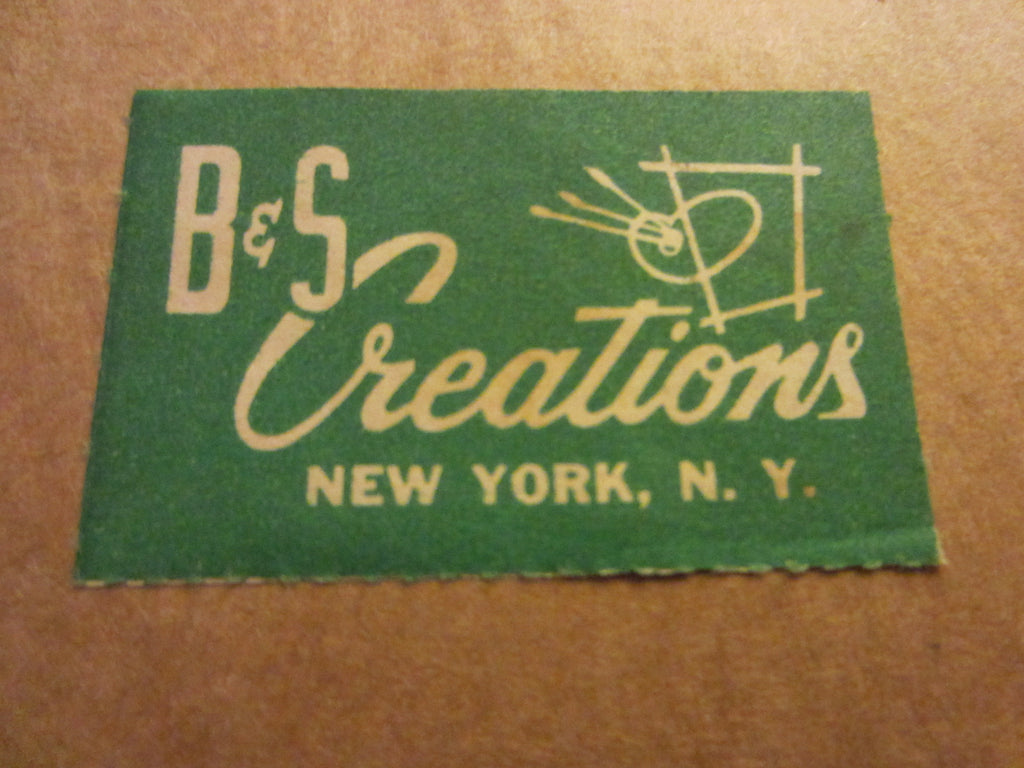 B&S
Creations
NEW YORK, N. Y.